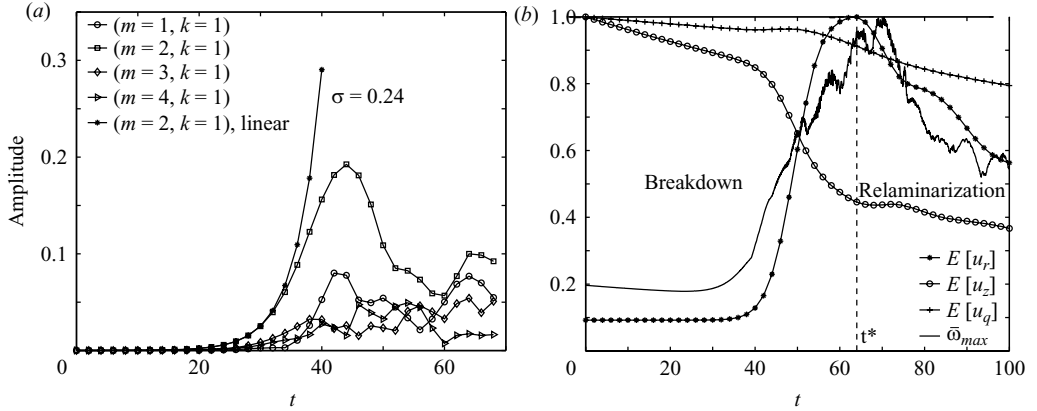 (a)
(m = 1, k = 1)
(m = 2, k = 1)
(m = 3, k = 1)
(m = 4, k = 1)
(m = 2, k = 1), linear
σ = 0.24
0.3
0.2
0.1
0
Amplitude
0 20 40 60
t
(b)
1.0
0.8
0.6
0.4
0.2
0
Breakdown
Relaminarization
E [u_r]
E [u_z]
E [u_q]
ω̄_max
t*
0 20 40 60 80 100
t